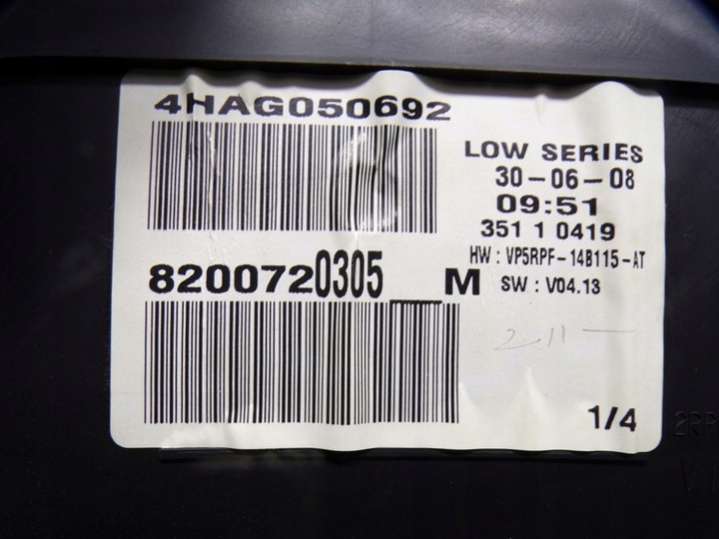 4HAG050692
LOW SERIES
30-06-08
09:51
351 1 0419
HW : VP5RPF-14B115-AT
8200720305__M
SW : V04.13
1/4